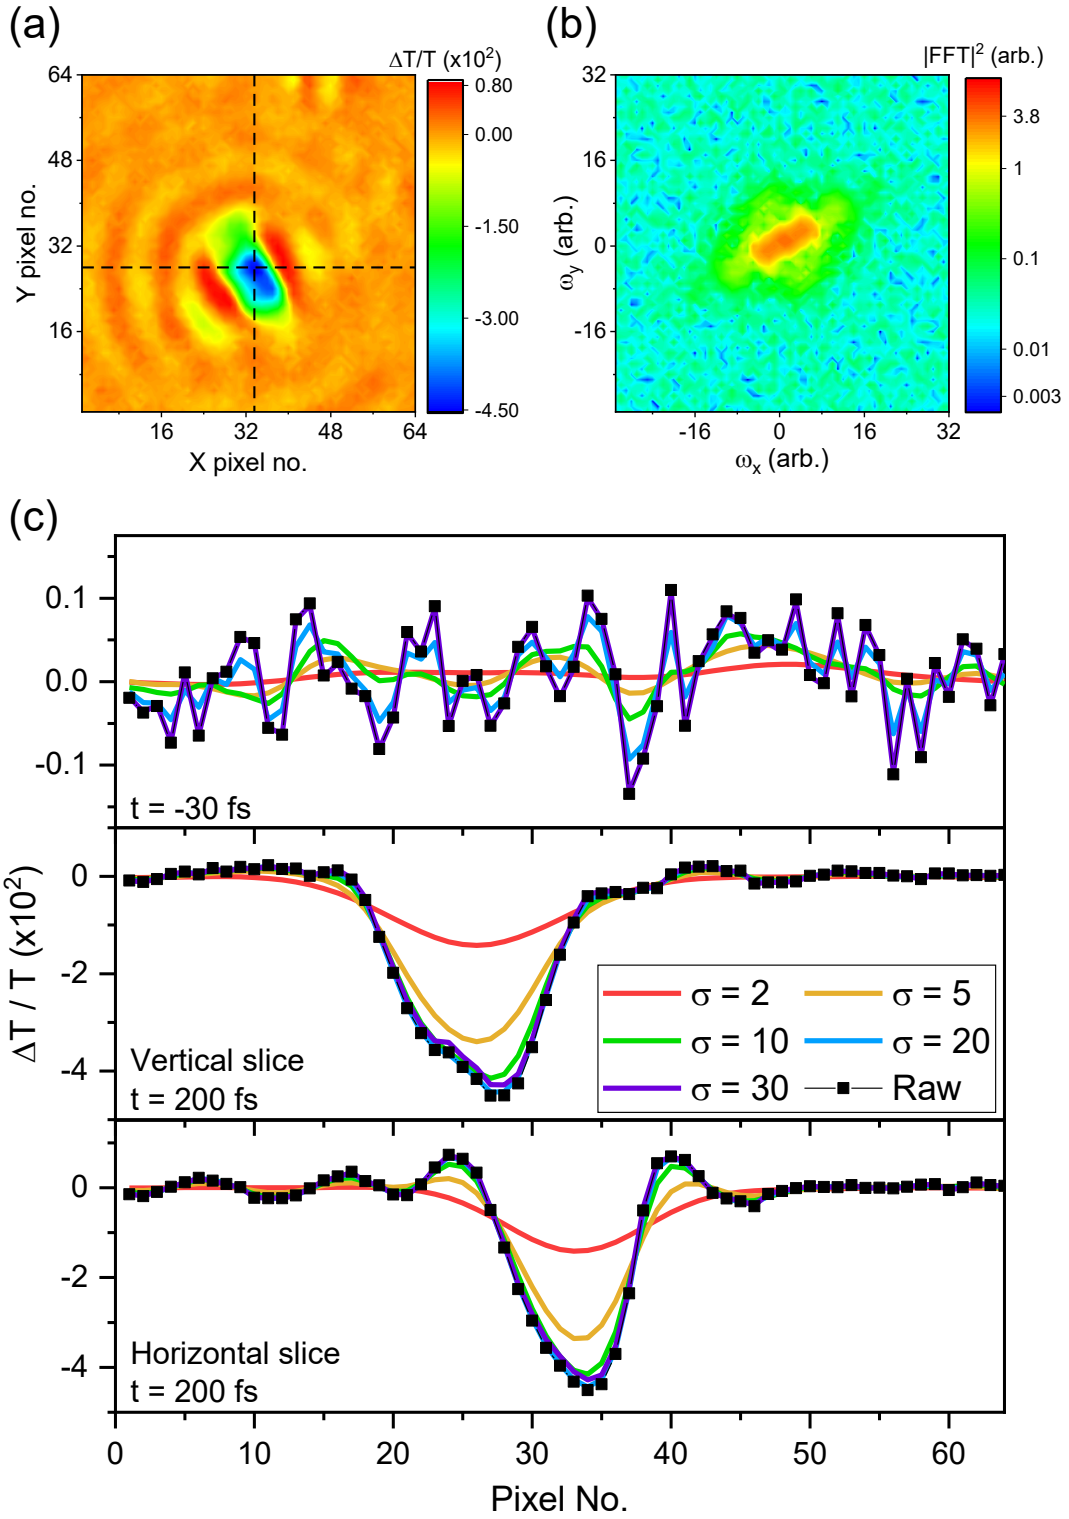 (a)
ΔT/T (x10²)
64
48
32
16
Y pixel no.
16 32 48 64
X pixel no.
0.80
0.00
-1.50
-3.00
-4.50
(b)
|FFT|² (arb.)
32
16
0
-16
ω_y (arb.)
-16 0 16 32
ω_x (arb.)
3.8
1
0.1
0.01
0.003
(c)
0.1
0.0
-0.1
t = -30 fs
0
-2
-4
Vertical slice
t = 200 fs
σ = 2 σ = 5
σ = 10 σ = 20
σ = 30 Raw
0
-2
-4
Horizontal slice
t = 200 fs
ΔT / T (x10²)
0 10 20 30 40 50 60
Pixel No.